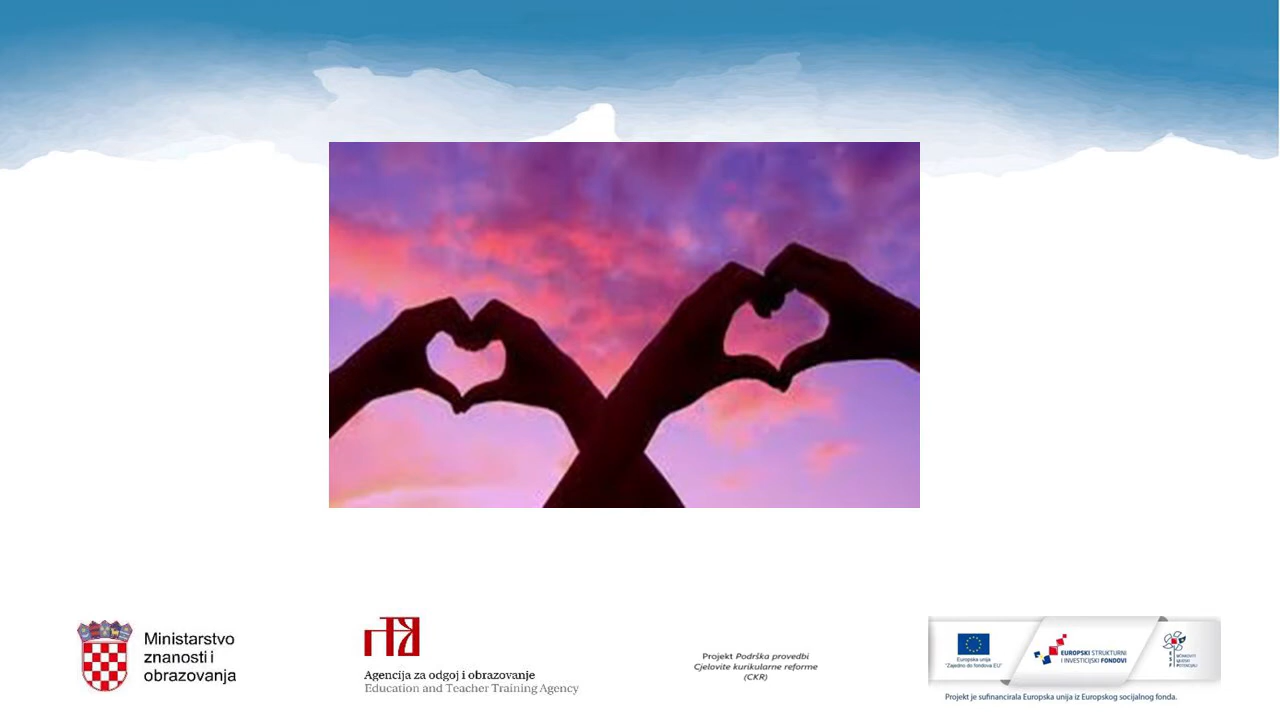 Ministarstvo
znanosti i
obrazovanja
Agencija za odgoj i obrazovanje
Education and Teacher Training Agency
Projekt Podrška provedbi
Cjelovite kurikularne reforme
(CKR)
Europska unija
"Zajedno do fondova EU"
EUROPSKI STRUKTURNI
I INVESTICIJSKI FONDOVI
Projekt je sufinancirala Europska unija iz Europskog socijalnog fonda.